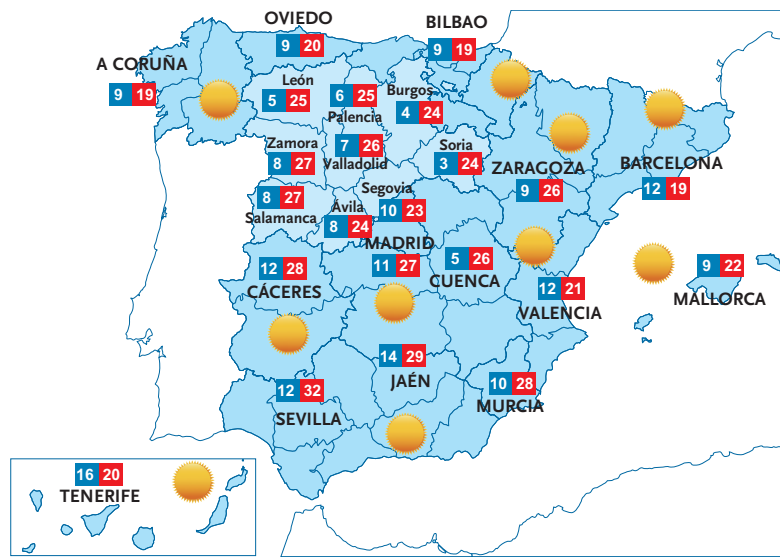 OVIEDO
9 20
BILBAO
9 19
A CORUÑA
9 19
León
5 25
6 25
Palencia
Burgos
4 24
Zamora
8 27
7 26
Valladolid
Soria
3 24
ZARAGOZA
9 26
BARCELONA
12 19
8 27
Salamanca
Ávila
8 24
Segovia
10 23
MADRID
11 27
5 26
CUENCA
12 28
CÁCERES
12 21
VALENCIA
9 22
MALLORCA
14 29
JAÉN
10 28
MURCIA
12 32
SEVILLA
16 20
TENERIFE